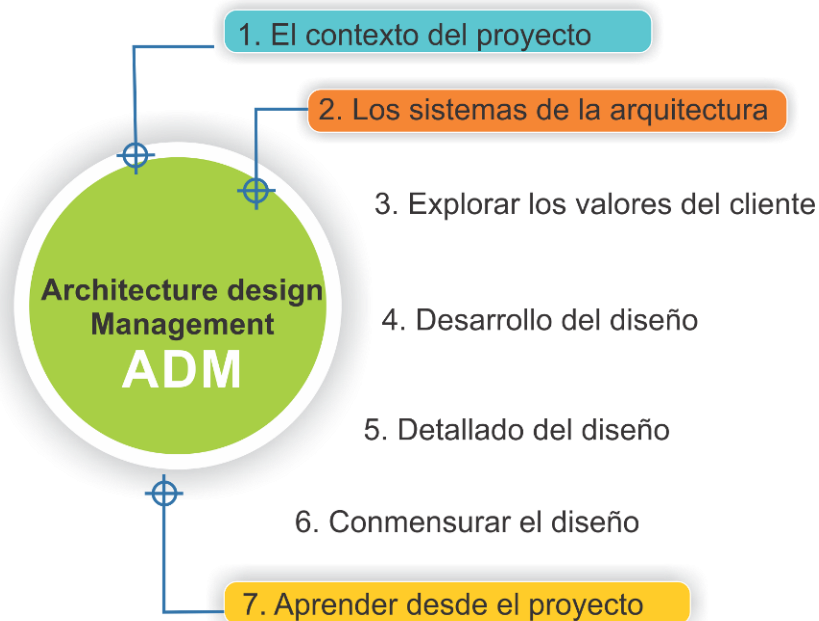 1. El contexto del proyecto
2. Los sistemas de la arquitectura
3. Explorar los valores del cliente
Architecture design
Management
ADM
4. Desarrollo del diseño
5. Detallado del diseño
6. Conmensurar el diseño
7. Aprender desde el proyecto